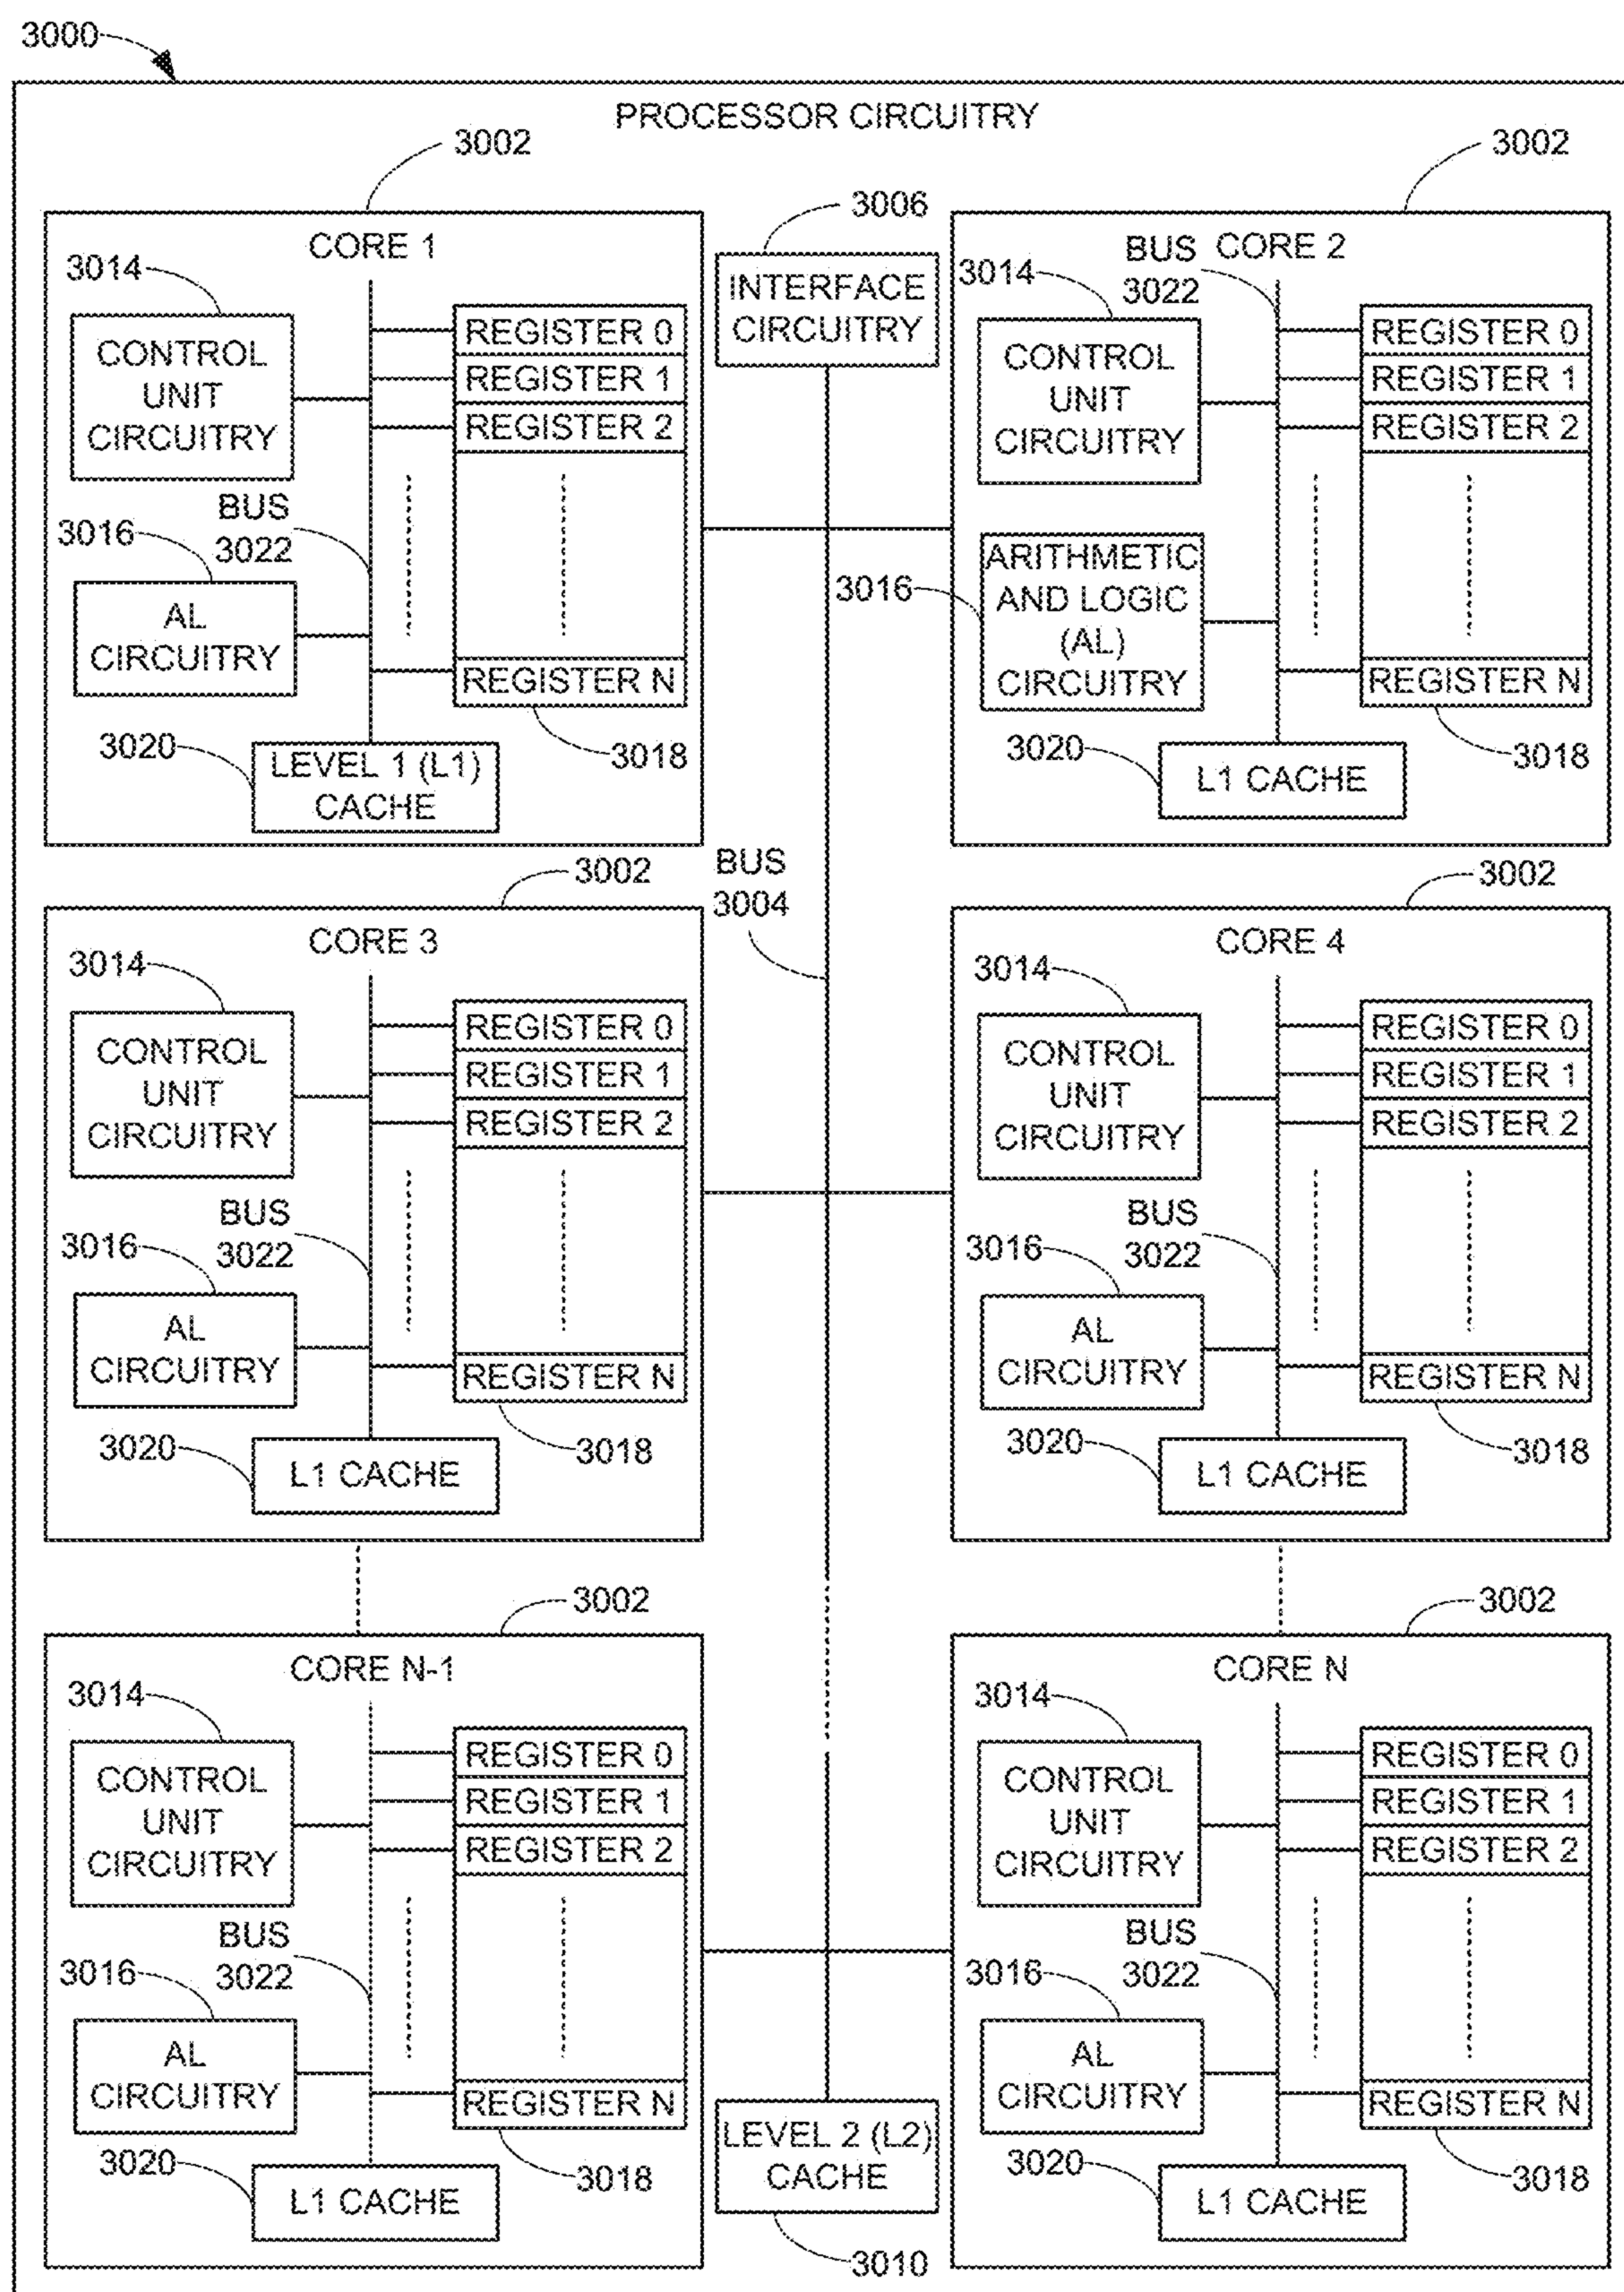 3000
PROCESSOR CIRCUITRY
3002
CORE 1
3014
CONTROL
UNIT
CIRCUITRY
REGISTER 0
REGISTER 1
REGISTER 2
BUS
3022
3016
AL
CIRCUITRY
REGISTER N
3018
3020
LEVEL 1 (L1)
CACHE
3006
INTERFACE
CIRCUITRY
3002
BUS
3022
CORE 2
3014
CONTROL
UNIT
CIRCUITRY
REGISTER 0
REGISTER 1
REGISTER 2
3016
ARITHMETIC
AND LOGIC
(AL)
CIRCUITRY
REGISTER N
3018
3020
L1 CACHE
BUS
3004
3002
CORE 3
3014
CONTROL
UNIT
CIRCUITRY
REGISTER 0
REGISTER 1
REGISTER 2
BUS
3022
3016
AL
CIRCUITRY
REGISTER N
3018
3020
L1 CACHE
3002
CORE 4
3014
CONTROL
UNIT
CIRCUITRY
REGISTER 0
REGISTER 1
REGISTER 2
BUS
3022
3016
AL
CIRCUITRY
REGISTER N
3018
3020
L1 CACHE
3002
CORE N-1
3014
CONTROL
UNIT
CIRCUITRY
REGISTER 0
REGISTER 1
REGISTER 2
BUS
3022
3016
AL
CIRCUITRY
REGISTER N
3018
3020
L1 CACHE
LEVEL 2 (L2)
CACHE
3010
3002
CORE N
3014
CONTROL
UNIT
CIRCUITRY
REGISTER 0
REGISTER 1
REGISTER 2
BUS
3022
3016
AL
CIRCUITRY
REGISTER N
3018
3020
L1 CACHE